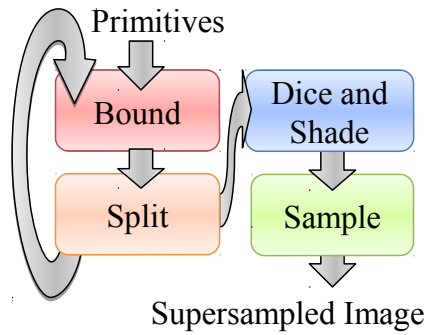 Primitives
Bound
Split
Dice and
Shade
Sample
Supersampled Image